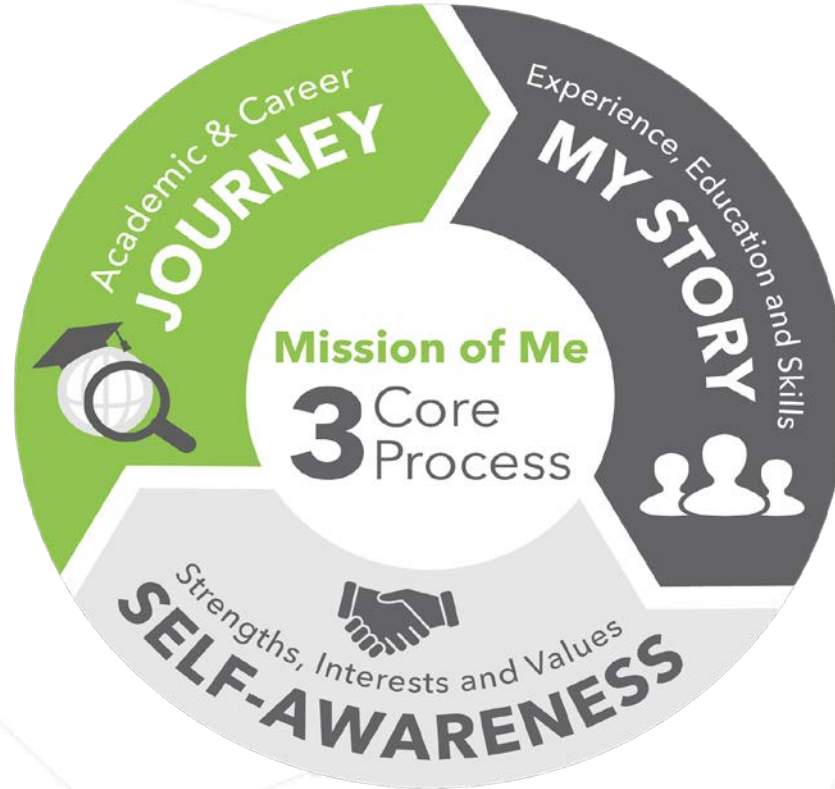 Mission of Me
3 Core
Process
Academic & Career
JOURNEY
Experience, Education and Skills
MY STORY
Strengths, Interests and Values
SELF-AWARENESS